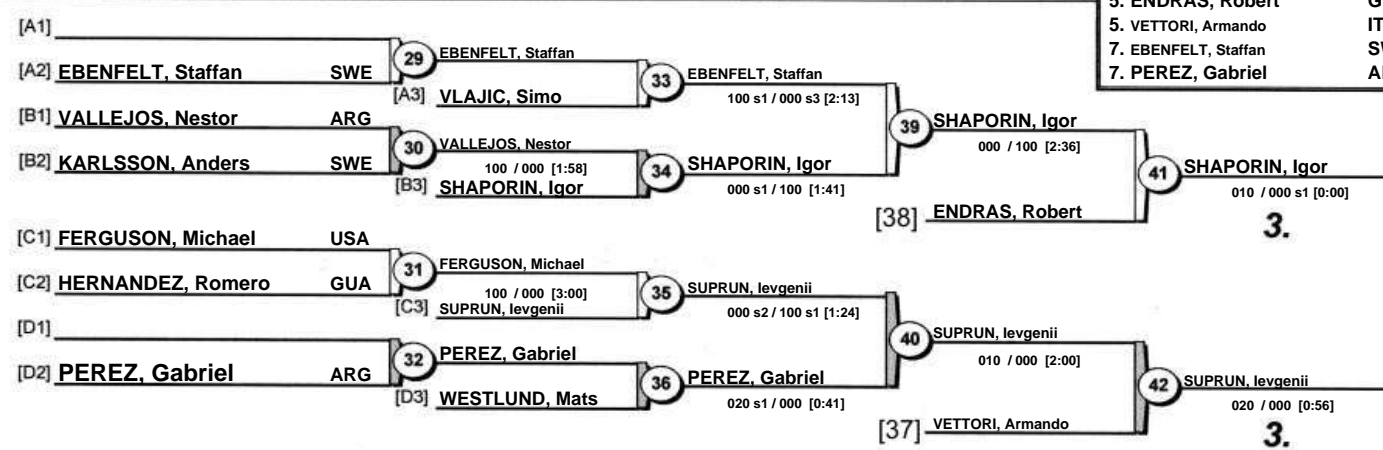 5. ENDRAS, Robert
5. VETTORI, Armando
7. EBENFELT, Staffan
7. PEREZ, Gabriel
[A1]
[A2] EBENFELT, Staffan SWE
29 EBENFELT, Staffan
[A3] VLAJIC, Simo
33 EBENFELT, Staffan
100 s1 / 000 s3 [2:13]
[B1] VALLEJOS, Nestor ARG
[B2] KARLSSON, Anders SWE
30 VALLEJOS, Nestor
100 / 000 [1:58]
[B3] SHAPORIN, Igor
34 SHAPORIN, Igor
000 s1 / 100 [1:41]
39 SHAPORIN, Igor
000 / 100 [2:36]
[38] ENDRAS, Robert
41 SHAPORIN, Igor
010 / 000 s1 [0:00]
3.
[C1] FERGUSON, Michael USA
[C2] HERNANDEZ, Romero GUA
31 FERGUSON, Michael
100 / 000 [3:00]
[C3] SUPRUN, Ievgenii
35 SUPRUN, Ievgenii
000 s2 / 100 s1 [1:24]
[D1]
[D2] PEREZ, Gabriel ARG
32 PEREZ, Gabriel
[D3] WESTLUND, Mats
36 PEREZ, Gabriel
020 s1 / 000 [0:41]
40 SUPRUN, Ievgenii
010 / 000 [2:00]
[37] VETTORI, Armando
42 SUPRUN, Ievgenii
020 / 000 [0:56]
3.